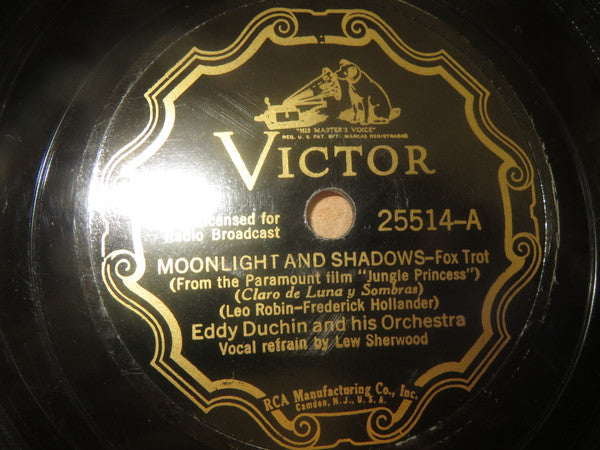 "HIS MASTER'S VOICE"
REG. U. S. PAT. OFF. MARCAS REGISTRADAS
VICTOR
for
Radio Broadcast
25514-A
MOONLIGHT AND SHADOWS-Fox Trot
(From the Paramount film "Jungle Princess")
(Claro de Luna y Sombras)
(Leo Robin-Frederick Hollander)
Eddy Duchin and his Orchestra
Vocal refrain by Lew Sherwood
RCA Manufacturing Co., Inc.
Camden, N. J., U. S. A.